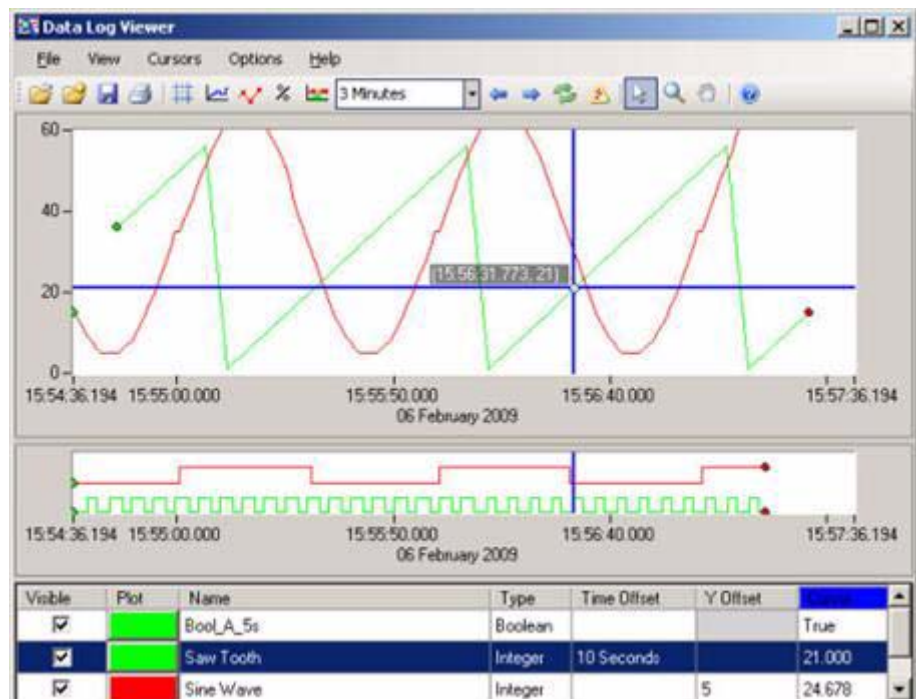 Data Log Viewer
File View Cursors Options Help
3 Minutes
60
40
[15:56:31.773, 21]
20
0
15:54:36.194 15:55:00.000 15:55:50.000 15:56:40.000 15:57:36.194
06 February 2009
15:54:36.194 15:55:00.000 15:55:50.000 15:56:40.000 15:57:36.194
06 February 2009
Visible Plot Name Type Time Offset Y Offset
Bool_A_5s Boolean True
Saw Tooth Integer 10 Seconds 21.000
Sine Wave Integer 5 24.678